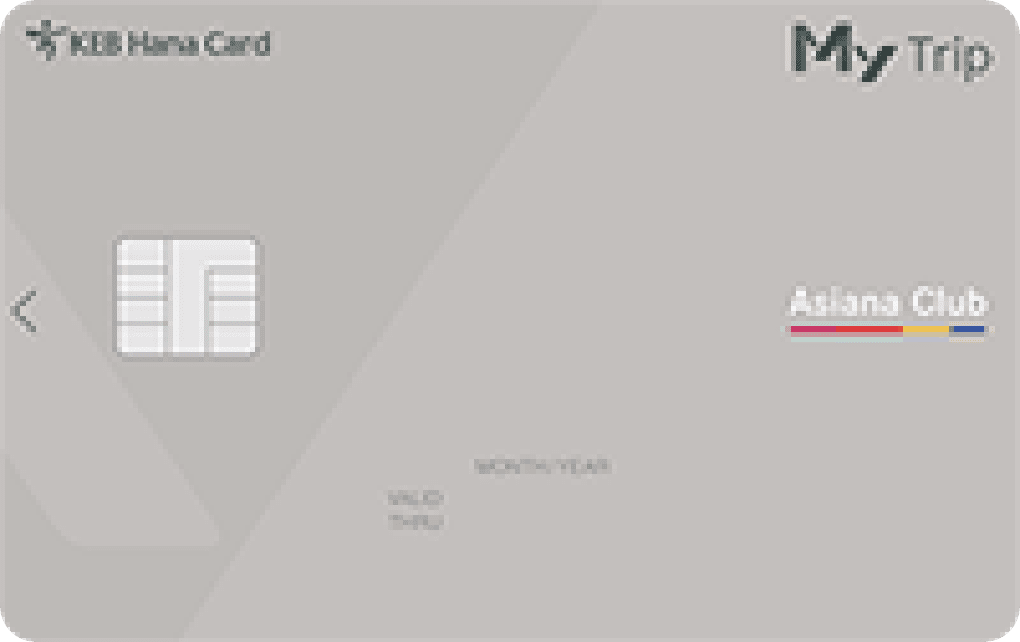 KEB Hana Card
My Trip
Asiana Club
MONTH/YEAR
VALID
THRU